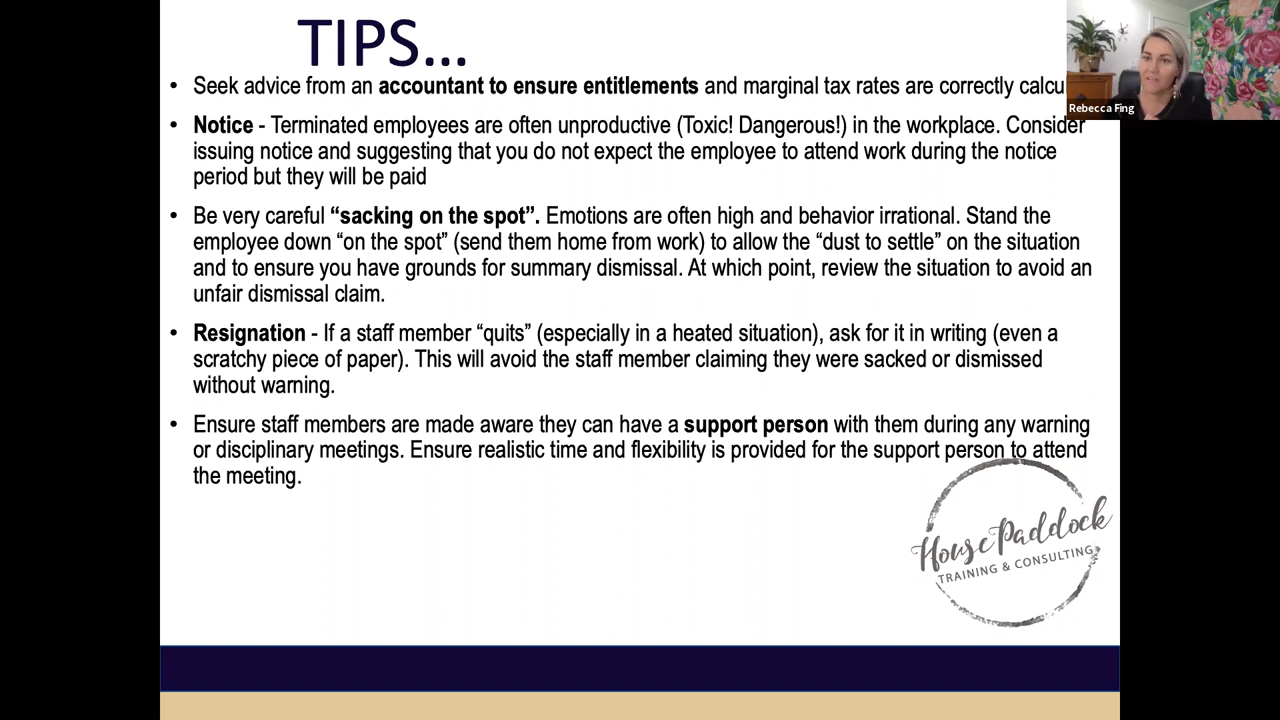 TIPS...
• Seek advice from an accountant to ensure entitlements and marginal tax rates are correctly
• Notice - Terminated employees are often unproductive (Toxic! Dangerous!) in the workplace. Consider
issuing notice and suggesting that you do not expect the employee to attend work during the notice
period but they will be paid
• Be very careful “sacking on the spot”. Emotions are often high and behavior irrational. Stand the
employee down “on the spot” (send them home from work) to allow the “dust to settle” on the situation
and to ensure you have grounds for summary dismissal. At which point, review the situation to avoid an
unfair dismissal claim.
• Resignation - If a staff member “quits” (especially in a heated situation), ask for it in writing (even a
scratchy piece of paper). This will avoid the staff member claiming they were sacked or dismissed
without warning.
• Ensure staff members are made aware they can have a support person with them during any warning
or disciplinary meetings. Ensure realistic time and flexibility is provided for the support person to attend
the meeting.
House Paddock
TRAINING & CONSULTING
Rebecca Fing